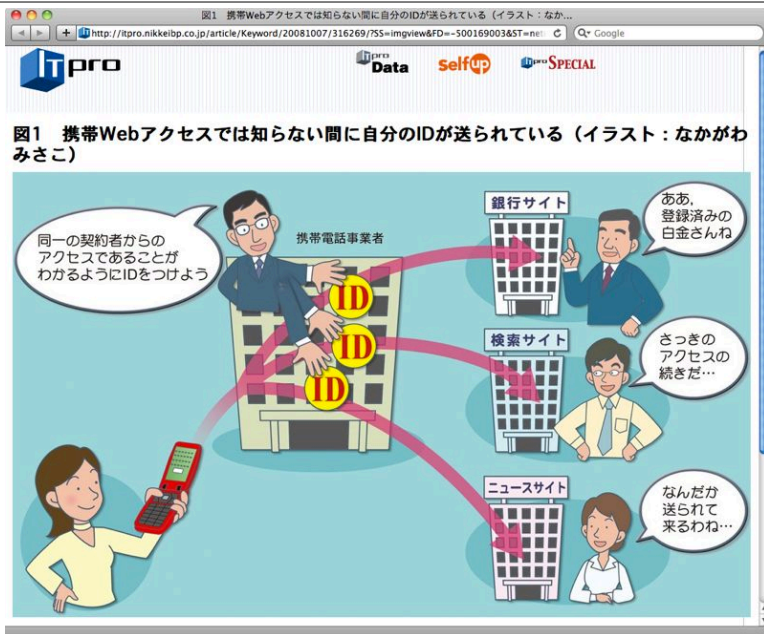 図1 携帯Webアクセスでは知らない間に自分のIDが送られている（イラスト：なか...
http://itpro.nikkeibp.co.jp/article/Keyword/20081007/316269/?SS=imgview&FD=-500169003&ST=net
Google
ITpro
ITpro Data
selfup
ITpro SPECIAL
図1 携帯Webアクセスでは知らない間に自分のIDが送られている（イラスト：なかがわ
みさこ）
同一の契約者からの
アクセスであることが
わかるようにIDをつけよう
携帯電話事業者
ID
ID
ID
銀行サイト
ああ，
登録済みの
白金さんね
検索サイト
さっきの
アクセスの
続きだ…
ニュースサイト
なんだか
送られて
来るわね…